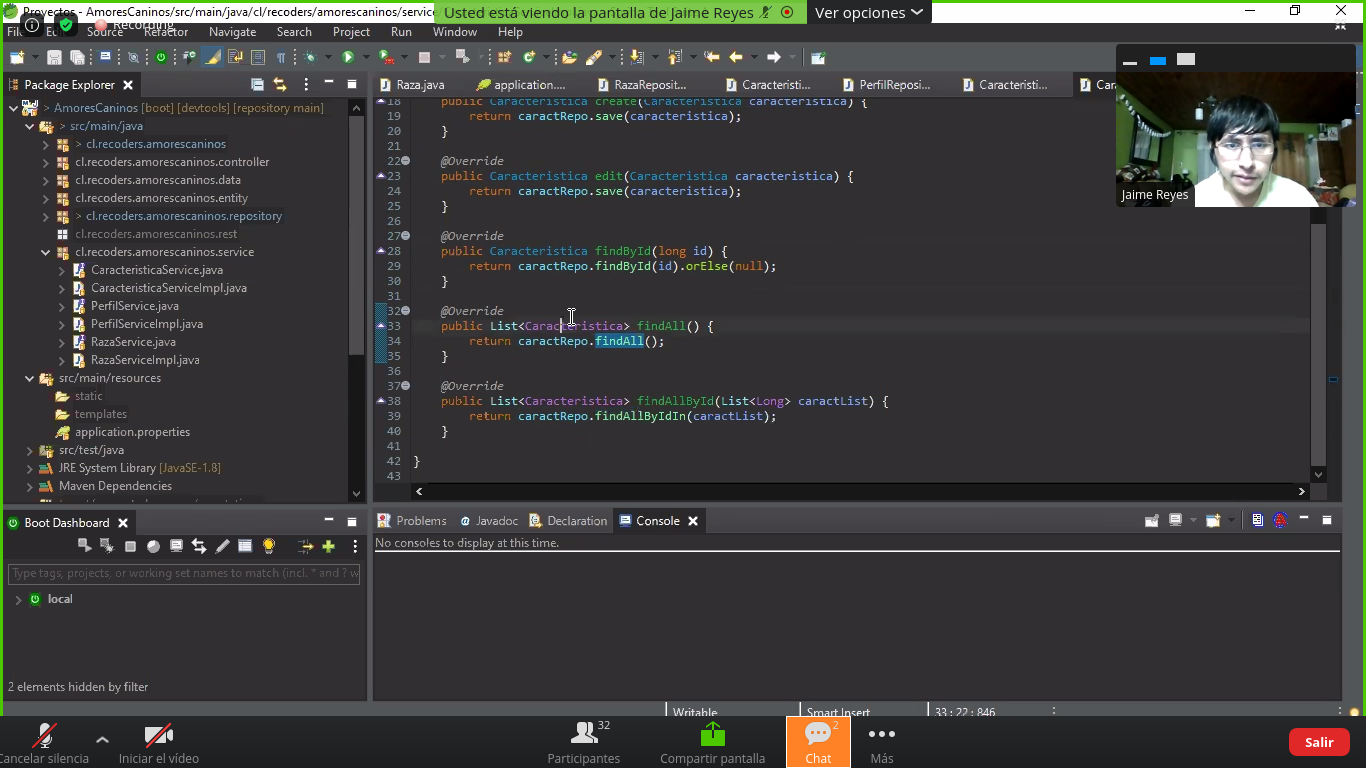 Proyectos - AmoresCaninos/src/main/java/cl/recoders/amorescaninos/service
Usted está viendo la pantalla de Jaime Reyes
Ver opciones
Recording
Source Refactor Navigate Search Project Run Window Help
Package Explorer
Raza.java
application....
RazaReposit...
Caracteristi...
PerfilReposi...
Caracteristi...
Car
> AmoresCaninos [boot] [devtools] [repository main]
> src/main/java
> cl.recoders.amorescaninos
cl.recoders.amorescaninos.controller
cl.recoders.amorescaninos.data
cl.recoders.amorescaninos.entity
> cl.recoders.amorescaninos.repository
cl.recoders.amorescaninos.rest
cl.recoders.amorescaninos.service
CaracteristicaService.java
CaracteristicaServiceImpl.java
PerfilService.java
PerfilServiceImpl.java
RazaService.java
RazaServiceImpl.java
src/main/resources
static
templates
application.properties
src/test/java
JRE System Library [JavaSE-1.8]
Maven Dependencies
18 public Caracteristica create(Caracteristica caracteristica) {
19 return caractRepo.save(caracteristica);
20 }
21
22 @Override
23 public Caracteristica edit(Caracteristica caracteristica) {
24 return caractRepo.save(caracteristica);
25 }
26
27 @Override
28 public Caracteristica findById(long id) {
29 return caractRepo.findById(id).orElse(null);
30 }
31
32 @Override
33 public List<Caracteristica> findAll() {
34 return caractRepo.findAll();
35 }
36
37 @Override
38 public List<Caracteristica> findAllById(List<Long> caractList) {
39 return caractRepo.findAllByIdIn(caractList);
40 }
41
42 }
43
Jaime Reyes
Boot Dashboard
Type tags, projects, or working set names to match (incl. * and ? w
local
2 elements hidden by filter
Problems
Javadoc
Declaration
Console
No consoles to display at this time.
Writable
Smart Insert
33 : 22 : 846
Cancelar silencia
Iniciar el vídeo
32
Participantes
Compartir pantalla
2
Chat
Más
Salir